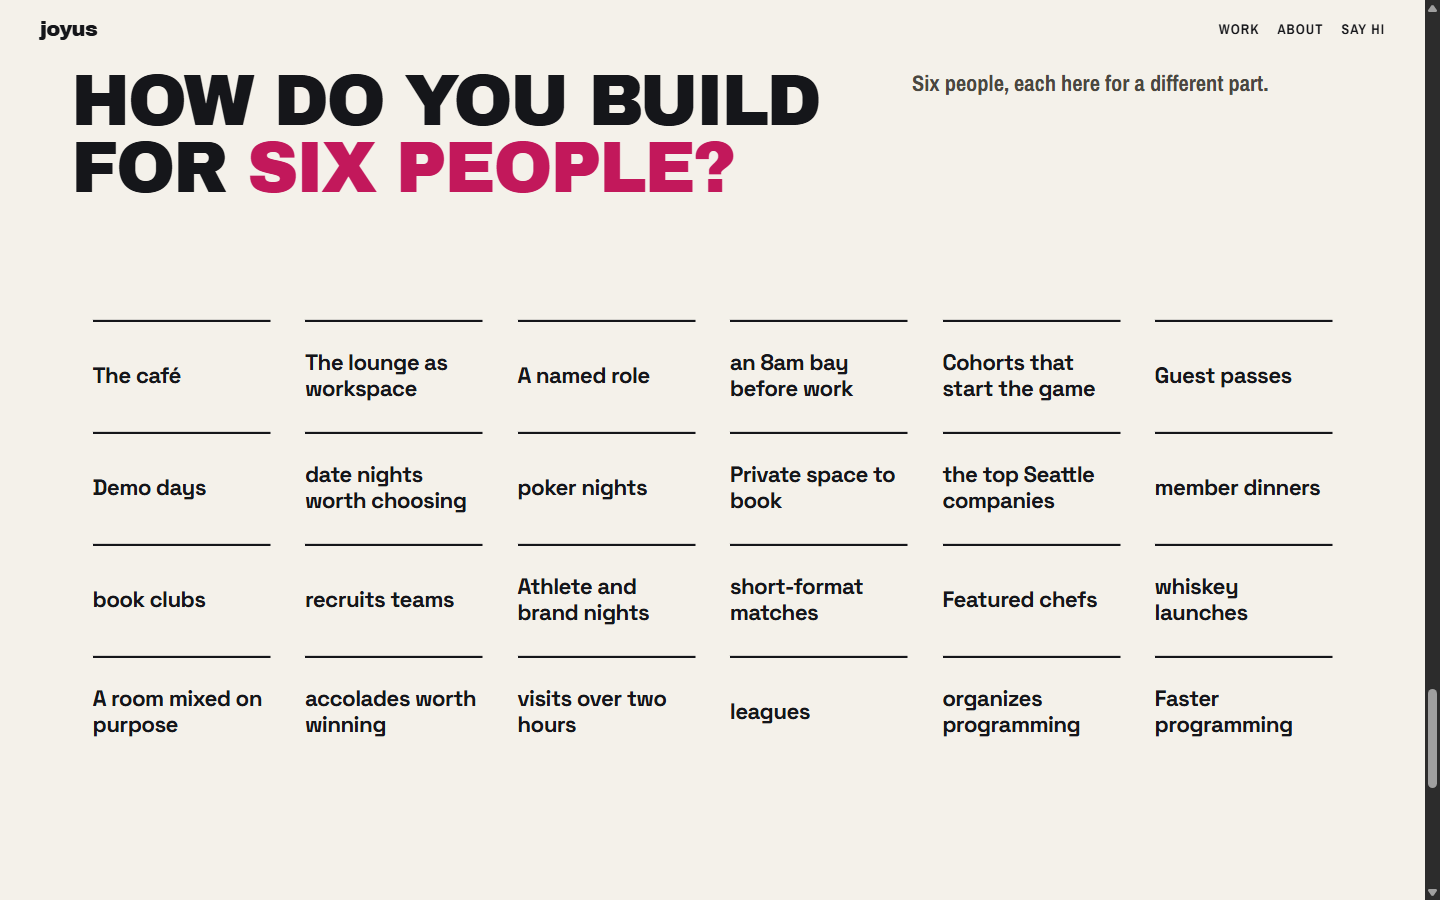 joyus
WORK ABOUT SAY HI
HOW DO YOU BUILD
FOR SIX PEOPLE?
Six people, each here for a different part.
The café
The lounge as
workspace
A named role
an 8am bay
before work
Cohorts that
start the game
Guest passes
Demo days
date nights
worth choosing
poker nights
Private space to
book
the top Seattle
companies
member dinners
book clubs
recruits teams
Athlete and
brand nights
short-format
matches
Featured chefs
whiskey
launches
A room mixed on
purpose
accolades worth
winning
visits over two
hours
leagues
organizes
programming
Faster
programming